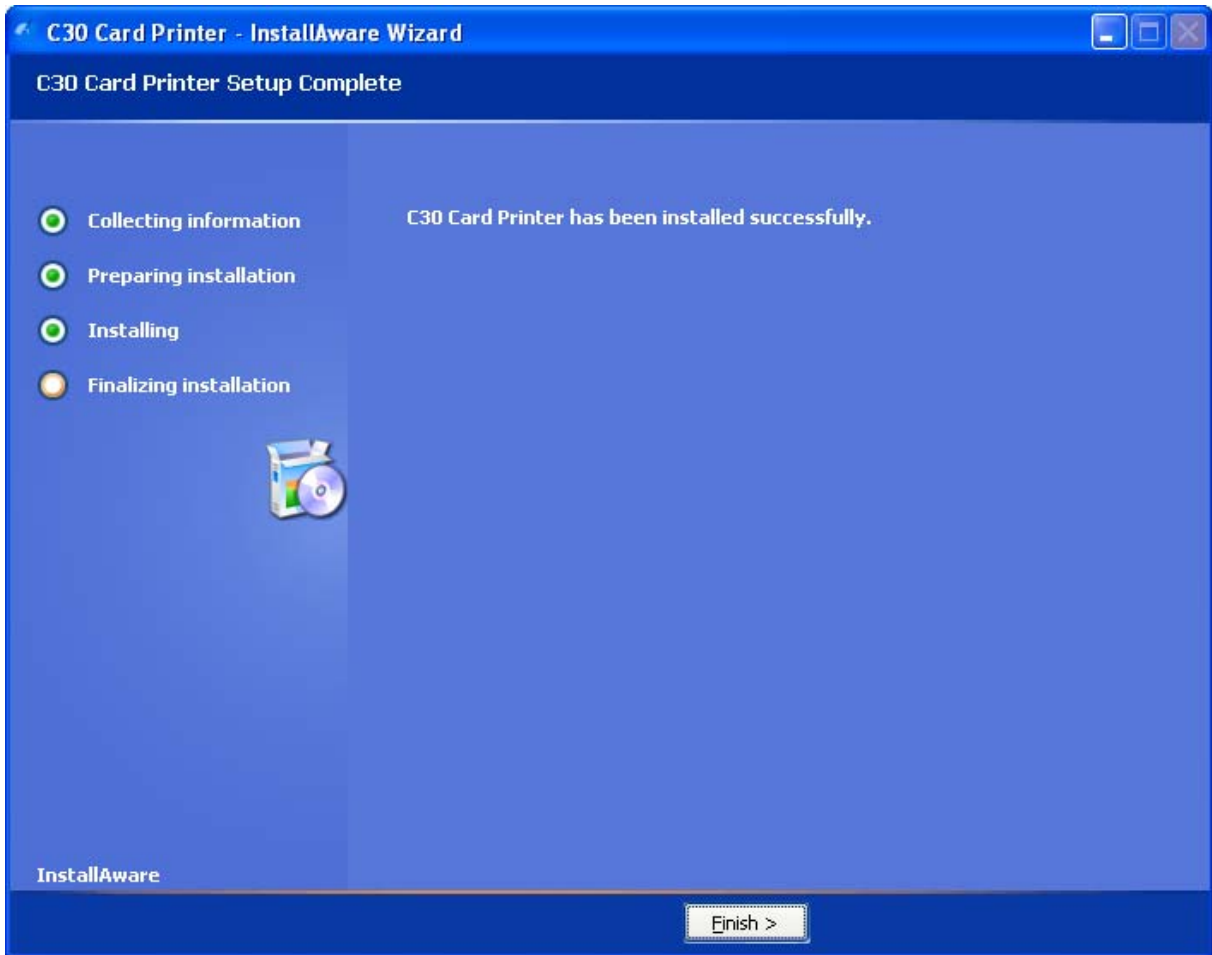 C30 Card Printer - InstallAware Wizard
C30 Card Printer Setup Complete
Collecting information
Preparing installation
Installing
Finalizing installation
C30 Card Printer has been installed successfully.
InstallAware
Finish >